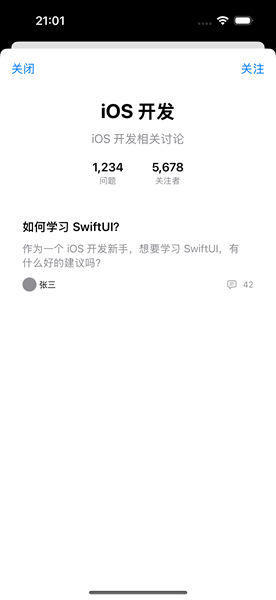 21:01
关闭
关注
iOS 开发
iOS 开发相关讨论
1,234
5,678
问题
关注者
如何学习 SwiftUI?
作为一个 iOS 开发新手，想要学习 SwiftUI，有
什么好的建议吗？
张三
42